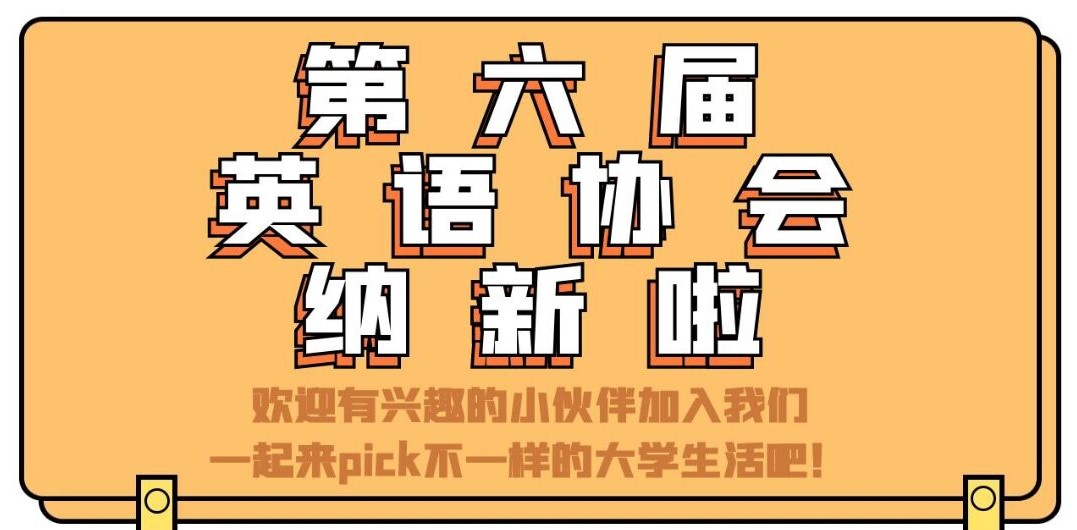 第六届
英语协会
纳新啦
欢迎有兴趣的小伙伴加入我们
一起来pick不一样的大学生活吧！